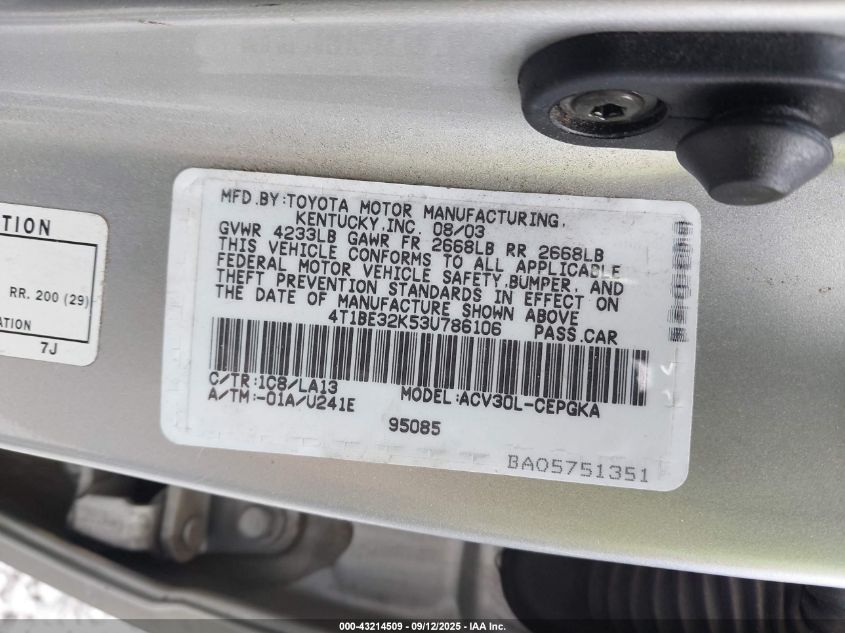 TION
RR. 200 (29)
ATION
7J
MFD.BY:TOYOTA MOTOR MANUFACTURING,
KENTUCKY,INC. 08/03
GVWR 4233LB GAWR FR 2668LB RR 2668LB
THIS VEHICLE CONFORMS TO ALL APPLICABLE
FEDERAL MOTOR VEHICLE SAFETY,BUMPER, AND
THEFT PREVENTION STANDARDS IN EFFECT ON
THE DATE OF MANUFACTURE SHOWN ABOVE
4T1BE32K53U786106 PASS.CAR
C/TR:1C8/LA13 MODEL:ACV30L-CEPGKA
A/TM:-01A/U241E
95085
BA05751351
000-43214509 - 09/12/2025 - IAA Inc.